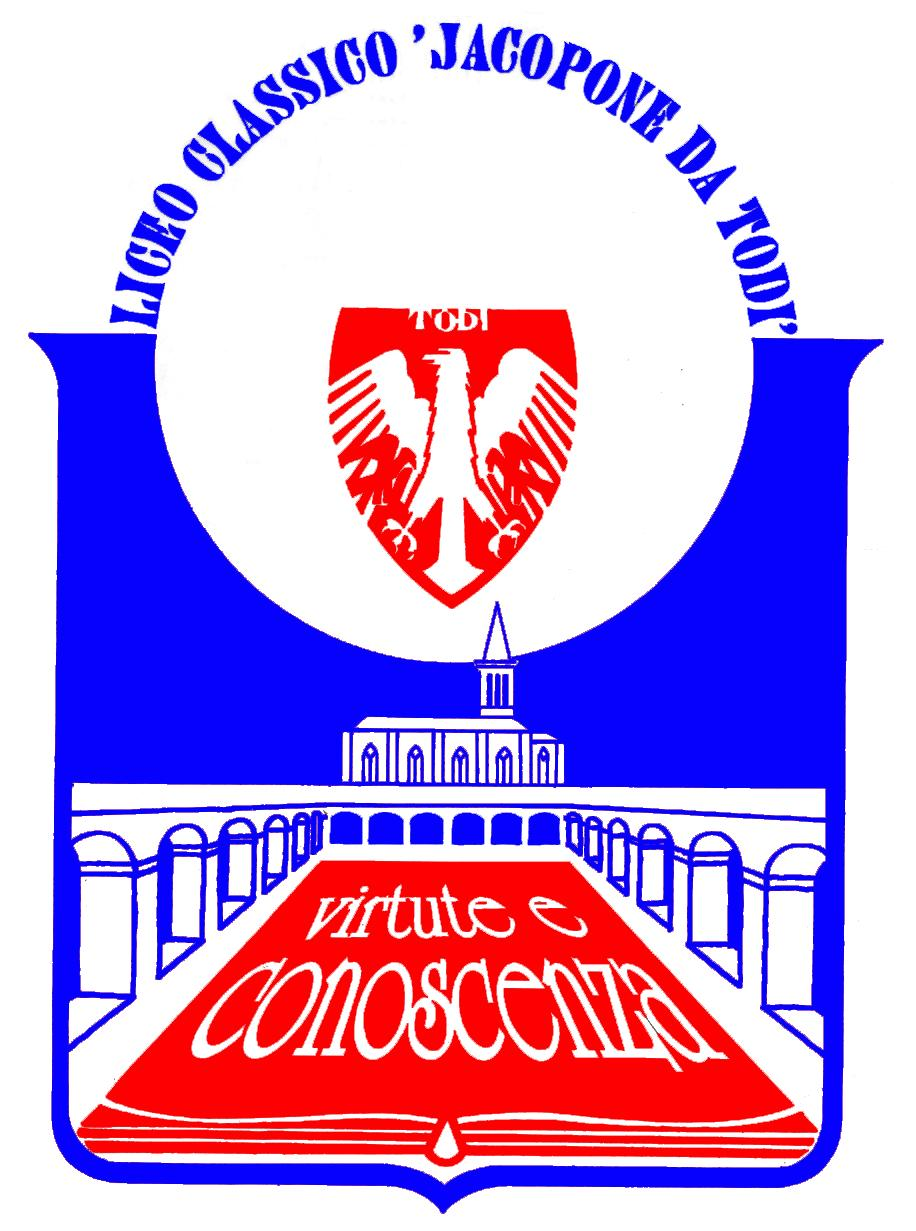 LICEO CLASSICO 'JACOPONE DA TODI'
TODI
virtute e
conoscenza